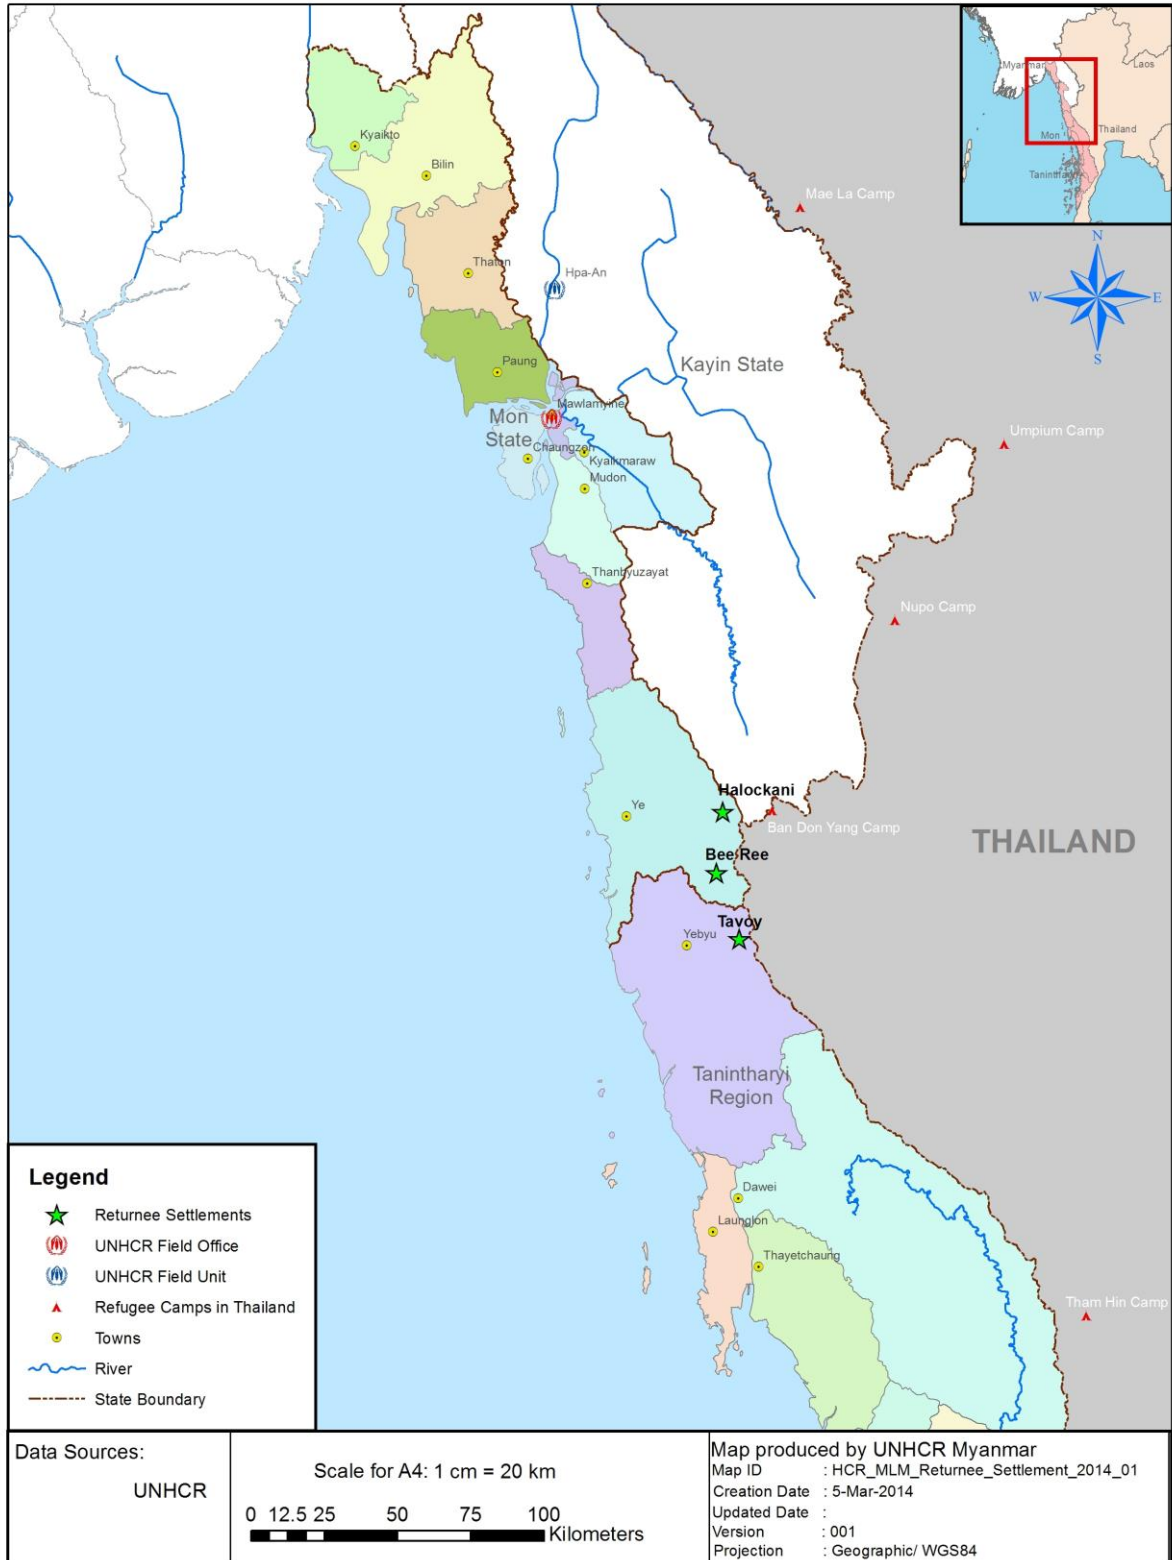 Myanmar
Laos
Mon
Thailand
Tanintharyi
N
W
E
S
Kyaikto
Bilin
Mae La Camp
Thaton
Hpa-An
Kayin State
Paung
Mawlamyine
Mon
State
Umpium Camp
Chaungzon
Kyaikmaraw
Mudon
Thanbyuzayat
Nupo Camp
Halockani
Ye
Ban Don Yang Camp
THAILAND
Bee Ree
Tavoy
Yebyu
Tanintharyi
Region
Dawei
Launglon
Thayetchaung
Tham Hin Camp
Legend
Returnee Settlements
UNHCR Field Office
UNHCR Field Unit
Refugee Camps in Thailand
Towns
River
State Boundary
Data Sources:
UNHCR
Scale for A4: 1 cm = 20 km
0 12.5 25 50 75 100
Kilometers
Map produced by UNHCR Myanmar
Map ID : HCR_MLM_Returnee_Settlement_2014_01
Creation Date : 5-Mar-2014
Updated Date :
Version : 001
Projection : Geographic/ WGS84